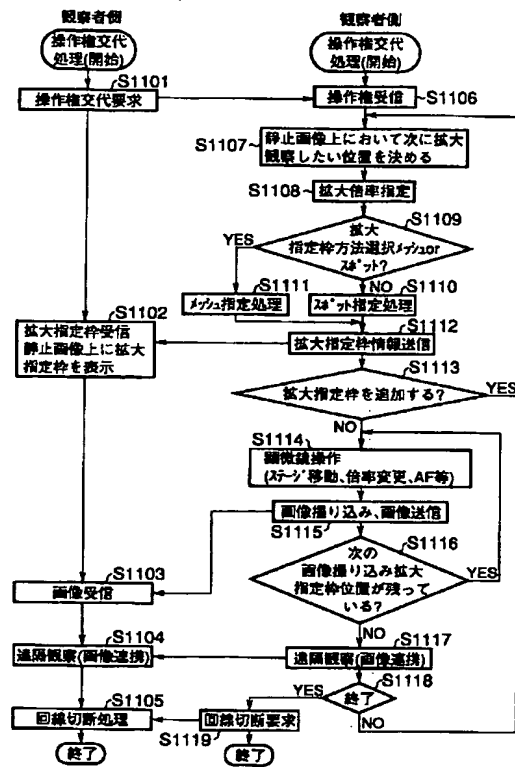 観察者側
操作権交代
処理(開始)
S1101
操作権交代要求
S1102
拡大指定枠受信
静止画像上に拡大
指定枠を表示
S1103
画像受信
S1104
遠隔観察(画像連携)
S1105
回線切断処理
終了
観察者側
操作権交代
処理(開始)
操作権受信
S1106
S1107
静止画像上において次に拡大
観察したい位置を決める
S1108
拡大倍率指定
S1109
拡大
指定枠方法選択メッシュor
スポット?
YES
NO
S1111
メッシュ指定処理
S1110
スポット指定処理
S1112
拡大指定枠情報送信
S1113
拡大指定枠を追加する?
YES
NO
S1114
顕微鏡操作
(ステージ移動、倍率変更、AF等)
画像撮り込み、画像送信
S1115
S1116
次の
画像撮り込み拡大
指定枠位置が残って
いる?
YES
NO
S1117
遠隔観察(画像連携)
S1118
終了
YES
NO
回線切断要求
S1119
終了